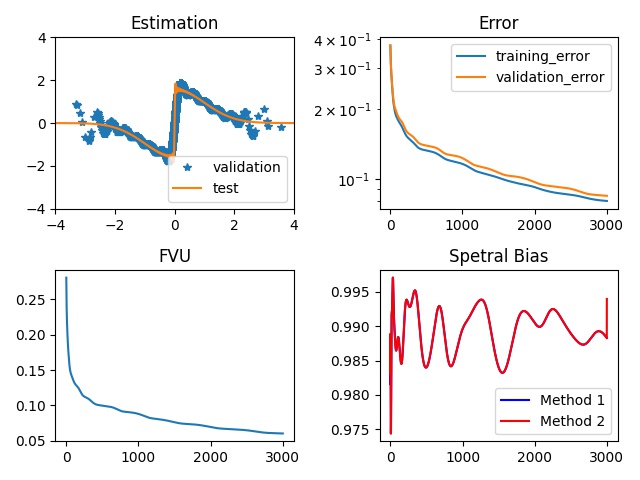 Estimation
4
2
0
−2
−4
−4
−2
0
2
4
validation
test
Error
4 × 10⁻¹
3 × 10⁻¹
2 × 10⁻¹
10⁻¹
0
1000
2000
3000
training_error
validation_error
FVU
0.25
0.20
0.15
0.10
0.05
0
1000
2000
3000
Spetral Bias
0.995
0.990
0.985
0.980
0.975
0
1000
2000
3000
Method 1
Method 2